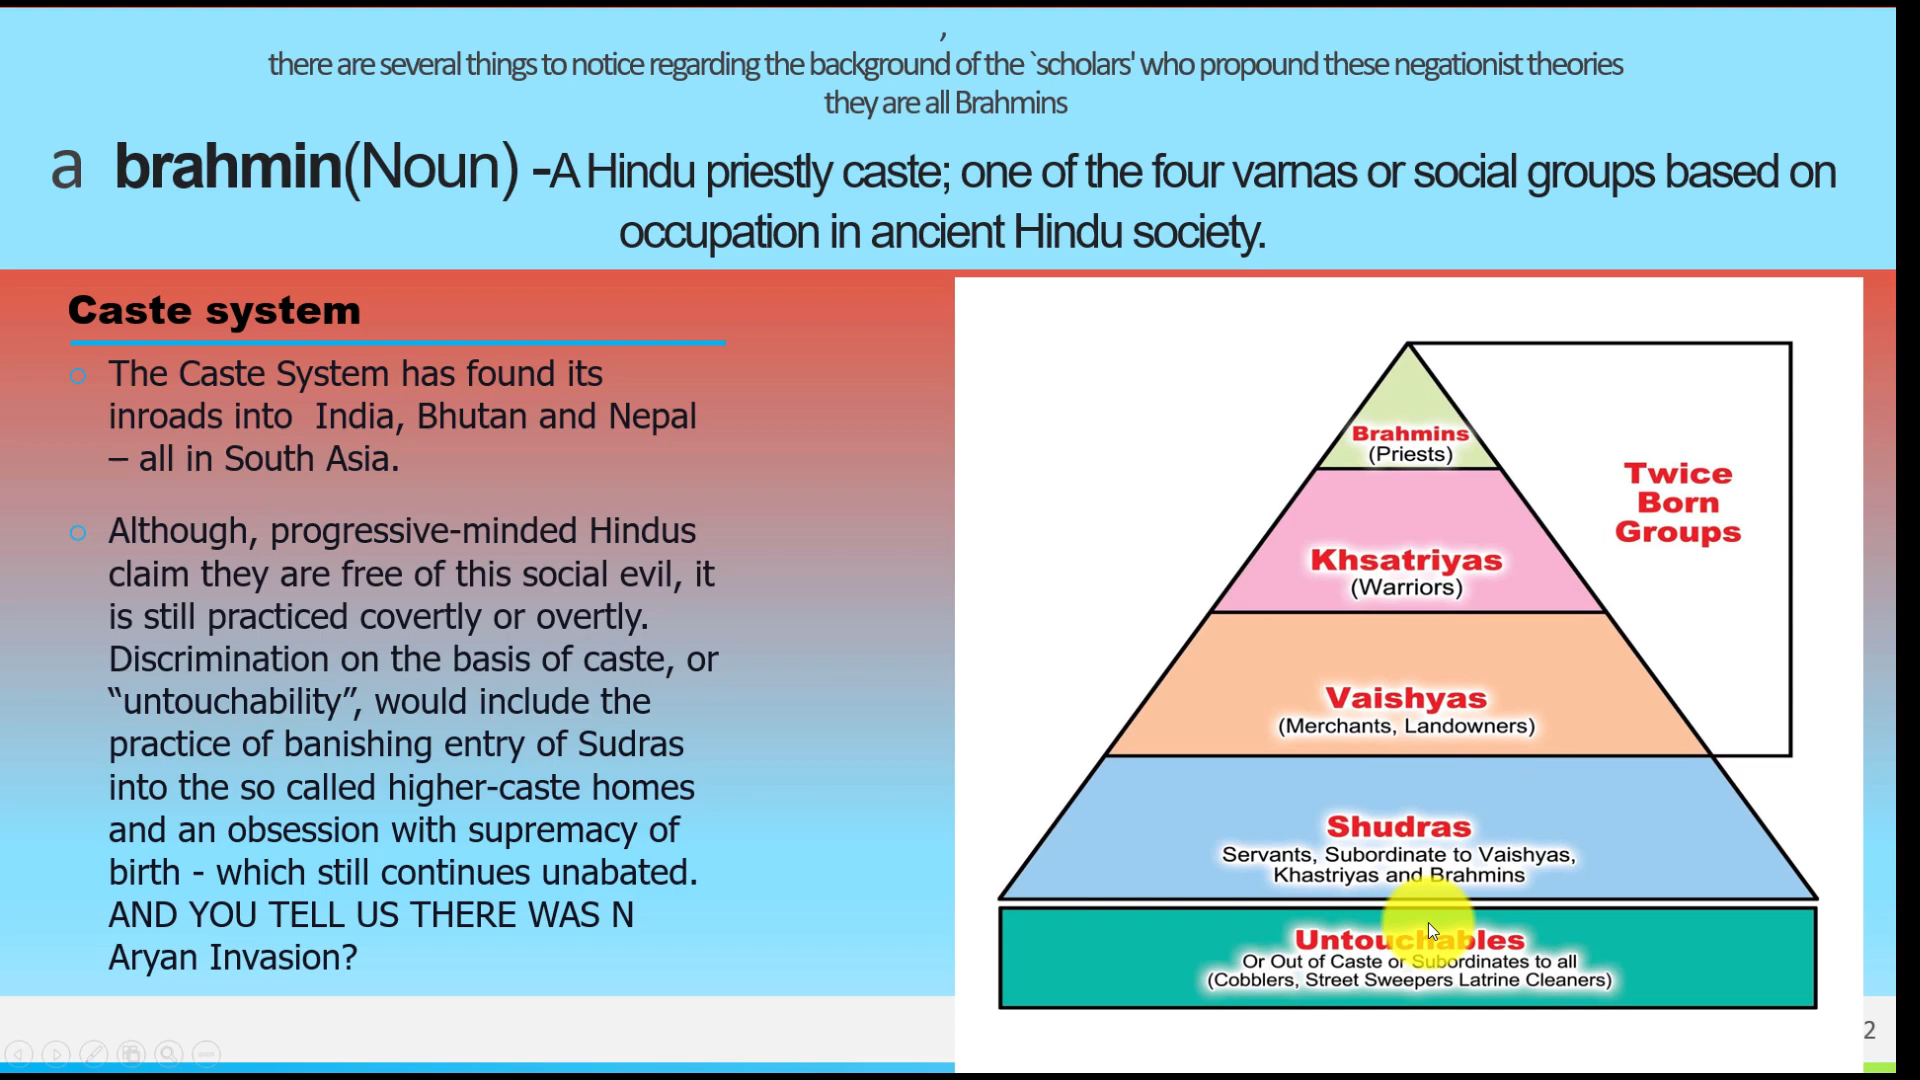 ,
there are several things to notice regarding the background of the `scholars' who propound these negationist theories
they are all Brahmins
a brahmin(Noun) -A Hindu priestly caste; one of the four varnas or social groups based on
occupation in ancient Hindu society.
Caste system
The Caste System has found its
inroads into India, Bhutan and Nepal
– all in South Asia.
Although, progressive-minded Hindus
claim they are free of this social evil, it
is still practiced covertly or overtly.
Discrimination on the basis of caste, or
“untouchability”, would include the
practice of banishing entry of Sudras
into the so called higher-caste homes
and an obsession with supremacy of
birth - which still continues unabated.
AND YOU TELL US THERE WAS N
Aryan Invasion?
Brahmins
(Priests)
Twice
Born
Groups
Khsatriyas
(Warriors)
Vaishyas
(Merchants, Landowners)
Shudras
Servants, Subordinate to Vaishyas,
Khastriyas and Brahmins
Untouchables
Or Out of Caste or Subordinates to all
(Cobblers, Street Sweepers Latrine Cleaners)
2